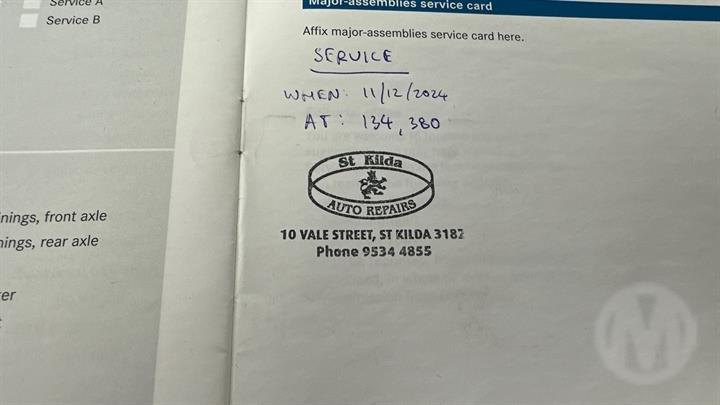 Service A
Service B
nings, front axle
nings, rear axle
er
Major-assemblies service card
Affix major-assemblies service card here.
SERVICE
WHEN: 11/12/2024
AT: 134,380
St Kilda
AUTO REPAIRS
10 VALE STREET, ST KILDA 3182
Phone 9534 4855
M